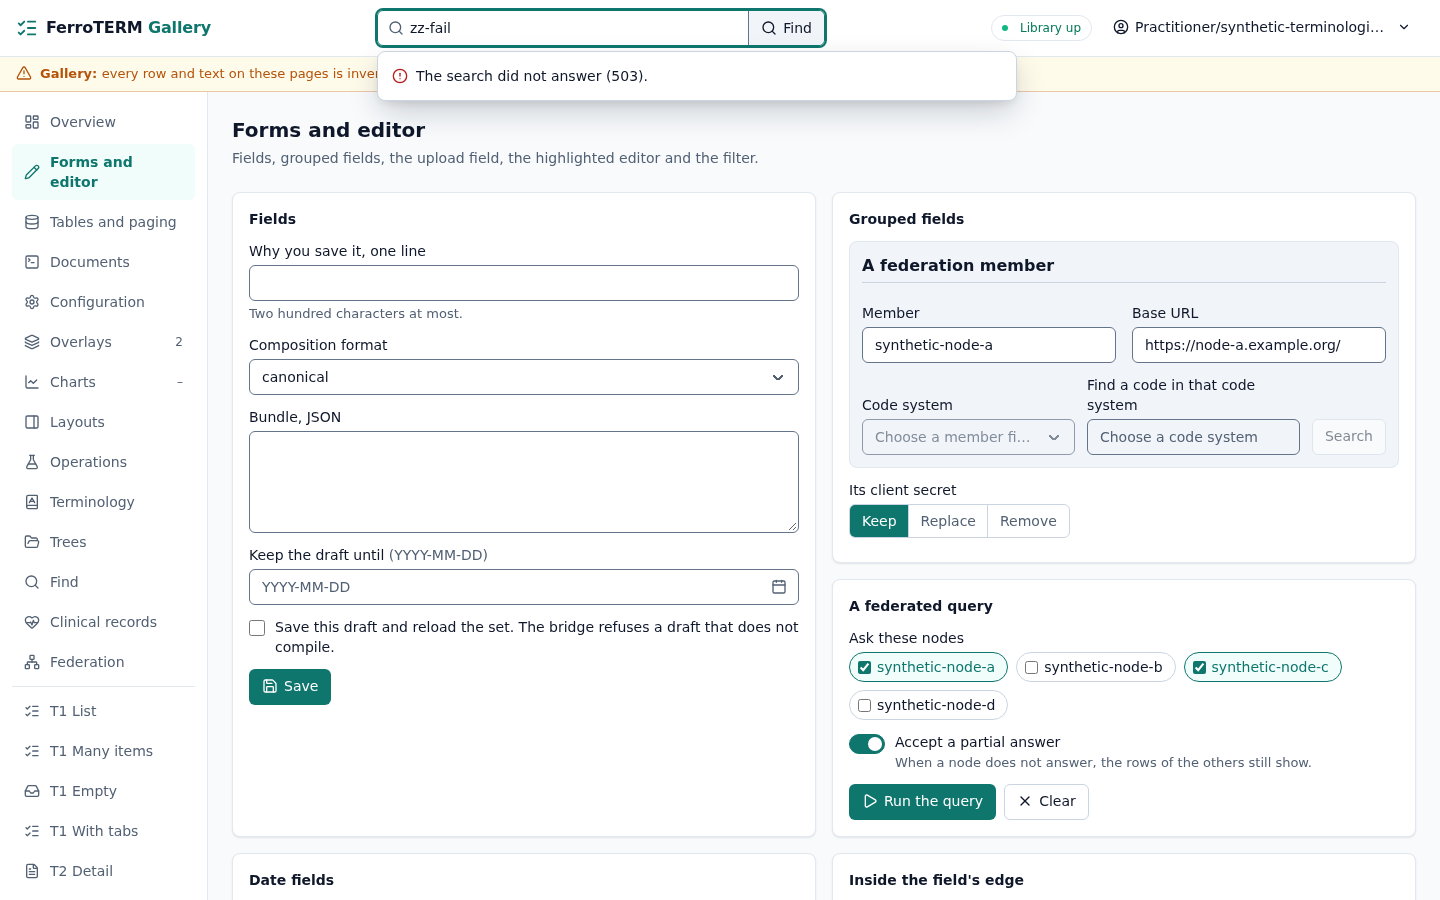 FerroTERM Gallery
zz-fail
Find
Library up
Practitioner/synthetic-terminologi…
Gallery: every row and text on these pages is inve
The search did not answer (503).
Overview
Forms and
editor
Tables and paging
Documents
Configuration
Overlays 2
Charts –
Layouts
Operations
Terminology
Trees
Find
Clinical records
Federation
T1 List
T1 Many items
T1 Empty
T1 With tabs
T2 Detail
Forms and editor
Fields, grouped fields, the upload field, the highlighted editor and the filter.
Fields
Why you save it, one line
Two hundred characters at most.
Composition format
canonical
Bundle, JSON
Keep the draft until (YYYY-MM-DD)
YYYY-MM-DD
Save this draft and reload the set. The bridge refuses a draft that does not
compile.
Save
Grouped fields
A federation member
Member
Base URL
synthetic-node-a
https://node-a.example.org/
Code system
Find a code in that code
system
Choose a member fi…
Choose a code system
Search
Its client secret
Keep
Replace
Remove
A federated query
Ask these nodes
synthetic-node-a
synthetic-node-b
synthetic-node-c
synthetic-node-d
Accept a partial answer
When a node does not answer, the rows of the others still show.
Run the query
Clear
Date fields
Inside the field's edge